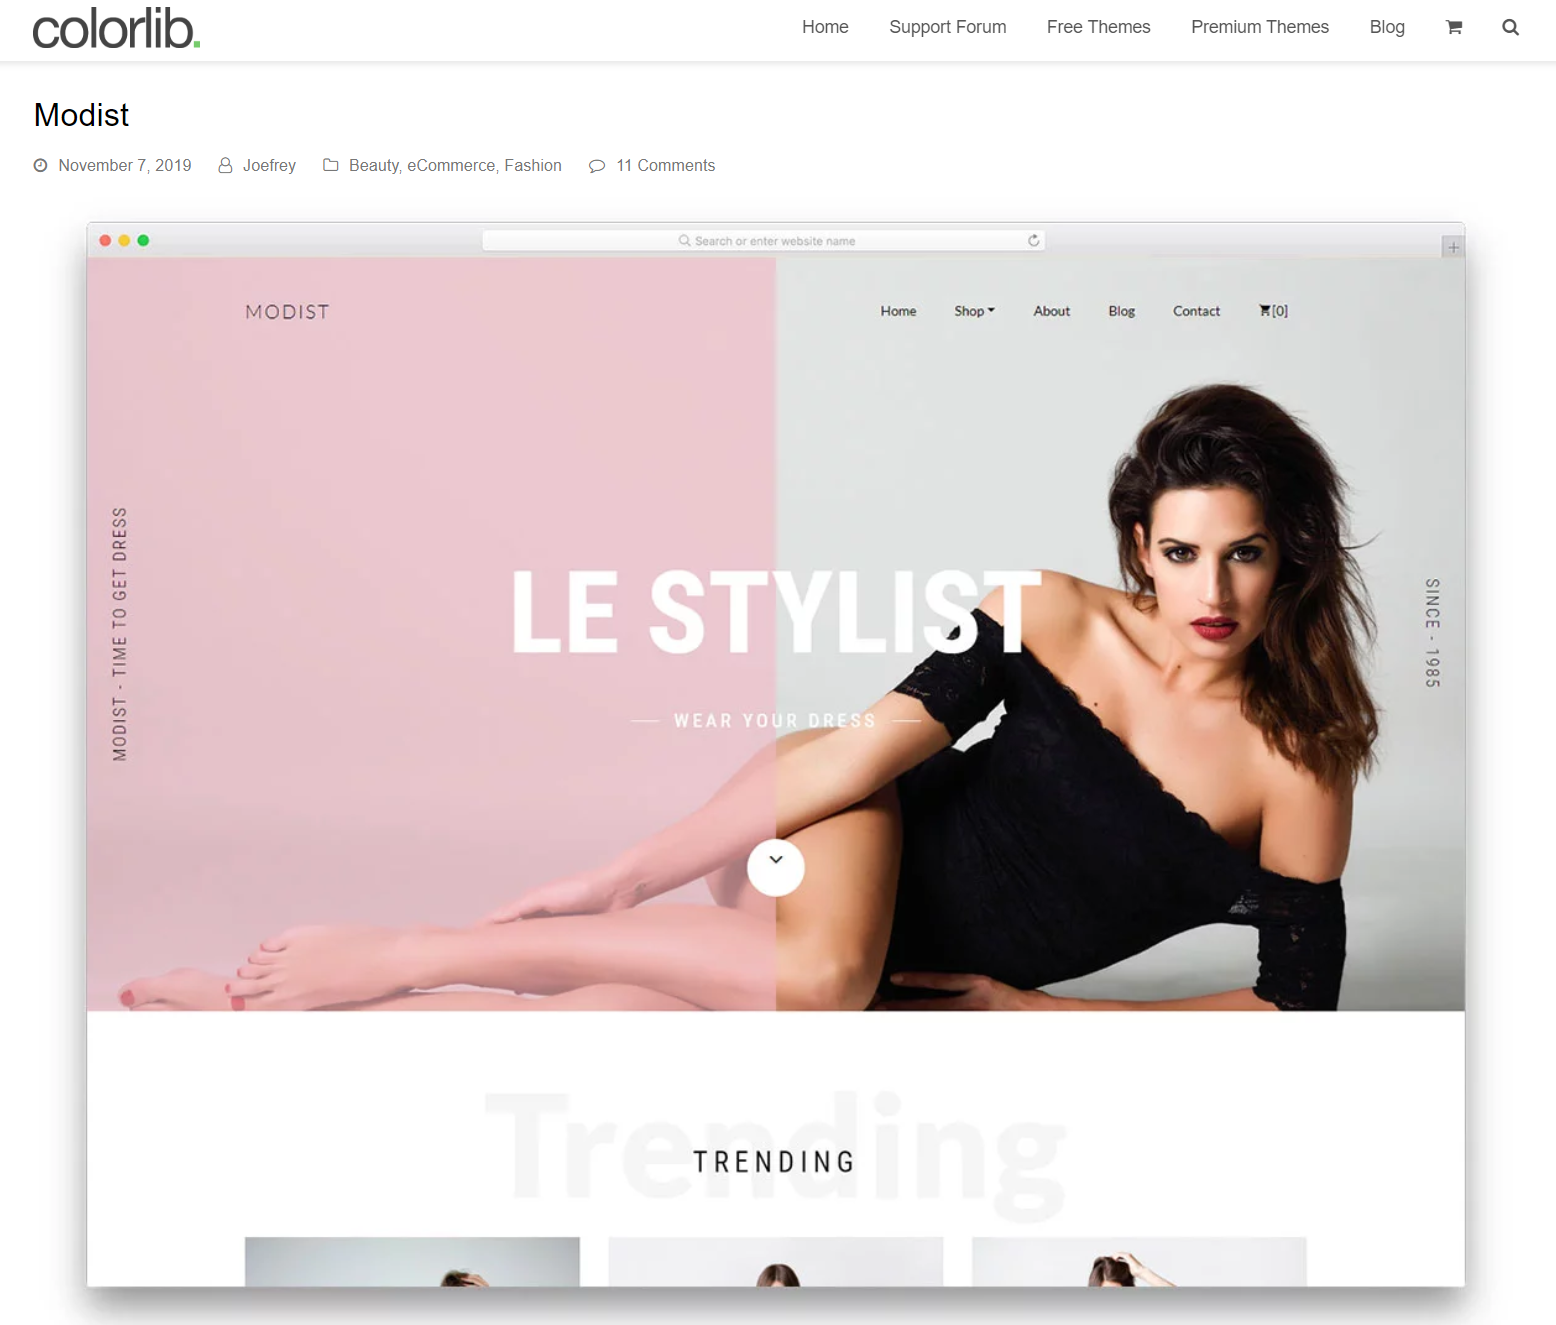 colorlib.
Home Support Forum Free Themes Premium Themes Blog
Modist
November 7, 2019 Joefrey Beauty, eCommerce, Fashion 11 Comments
Search or enter website name
MODIST
Home Shop About Blog Contact [0]
MODIST - TIME TO GET DRESS
LE STYLIST
WEAR YOUR DRESS
SINCE - 1985
Trending
TRENDING